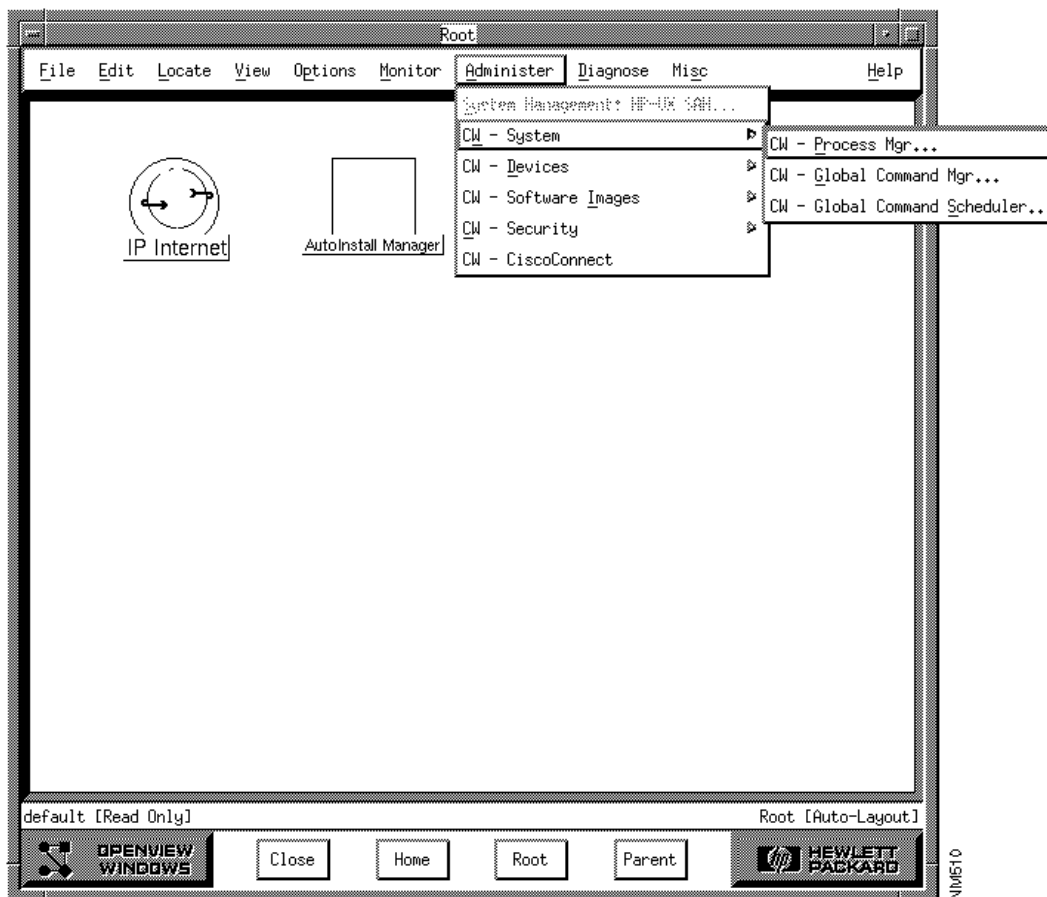 Root
File Edit Locate View Options Monitor Administer Diagnose Misc Help
System Management: HP-UX SAM...
CW - System
CW - Devices
CW - Software Images
CW - Security
CW - CiscoConnect
CW - Process Mgr...
CW - Global Command Mgr...
CW - Global Command Scheduler..
IP Internet
AutoInstall Manager
default [Read Only]
Root [Auto-Layout]
OPENVIEW
WINDOWS
Close
Home
Root
Parent
hp
HEWLETT
PACKARD
NM510